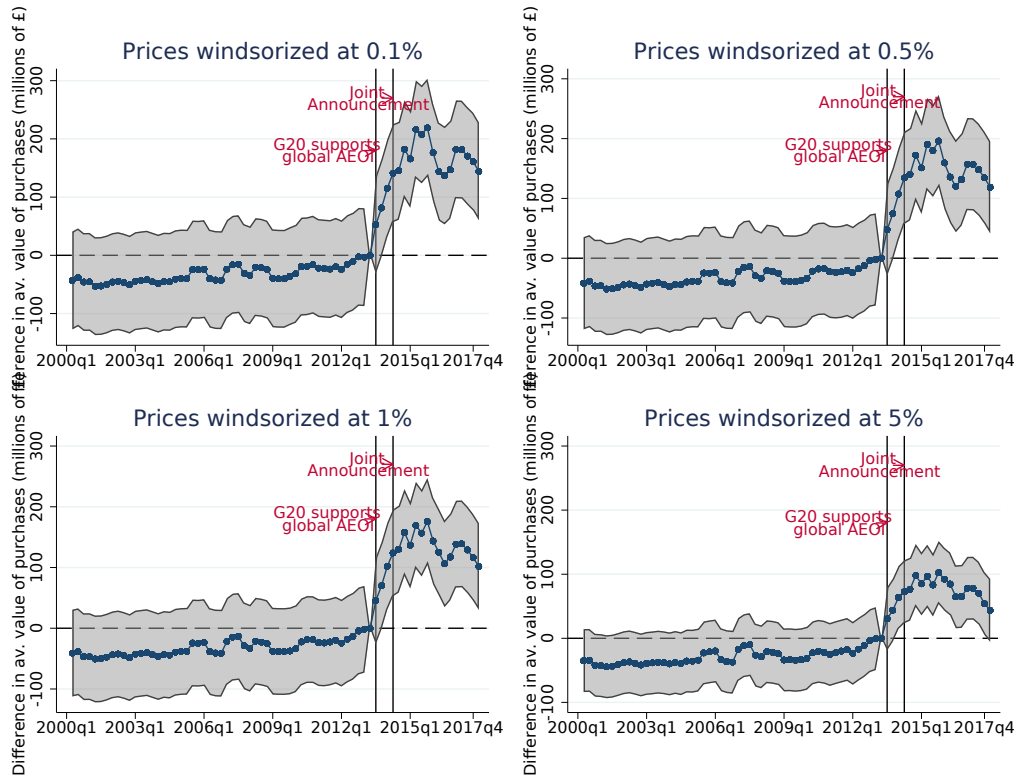 Prices windsorized at 0.1%
Difference in av. value of purchases (millions of £)
300
200
100
0
-100
Joint
Announcement
G20 supports
global AEOI
2000q1 2003q1 2006q1 2009q1 2012q1 2015q1 2017q4
Prices windsorized at 0.5%
Difference in av. value of purchases (millions of £)
300
200
100
0
-100
Joint
Announcement
G20 supports
global AEOI
2000q1 2003q1 2006q1 2009q1 2012q1 2015q1 2017q4
Prices windsorized at 1%
Difference in av. value of purchases (millions of £)
300
200
100
0
-100
Joint
Announcement
G20 supports
global AEOI
2000q1 2003q1 2006q1 2009q1 2012q1 2015q1 2017q4
Prices windsorized at 5%
Difference in av. value of purchases (millions of £)
300
200
100
0
-100
Joint
Announcement
G20 supports
global AEOI
2000q1 2003q1 2006q1 2009q1 2012q1 2015q1 2017q4